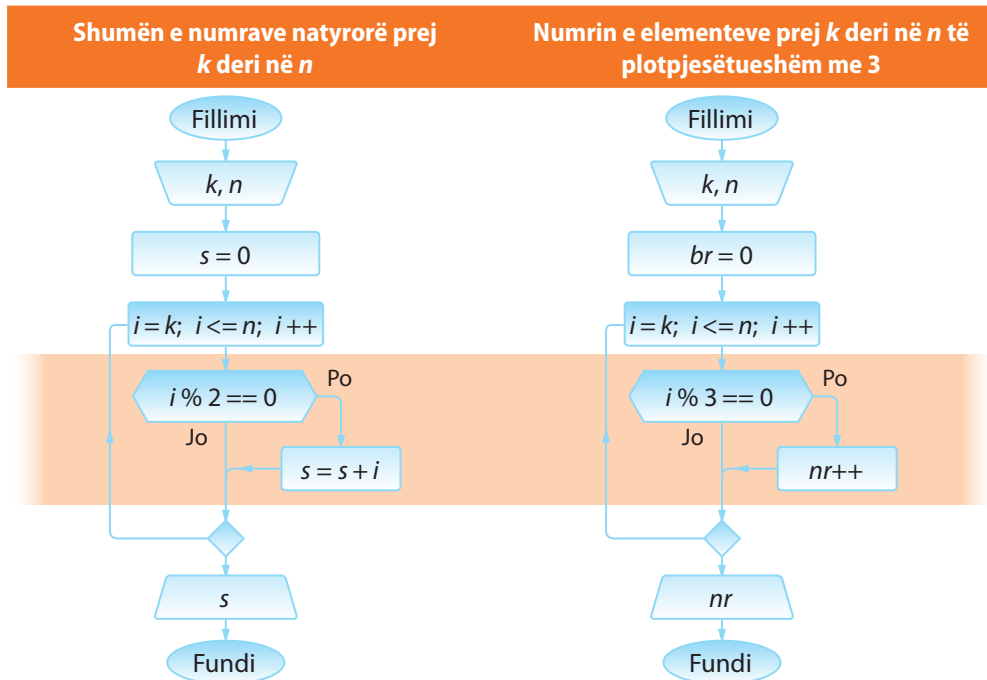 Shumën e numrave natyrorë prej
k deri në n
Fillimi
k, n
s = 0
i = k; i <= n; i ++
i % 2 == 0
Po
Jo
s = s + i
s
Fundi
Numrin e elementeve prej k deri në n të
plotpjesëtueshëm me 3
Fillimi
k, n
br = 0
i = k; i <= n; i ++
i % 3 == 0
Po
Jo
nr++
nr
Fundi